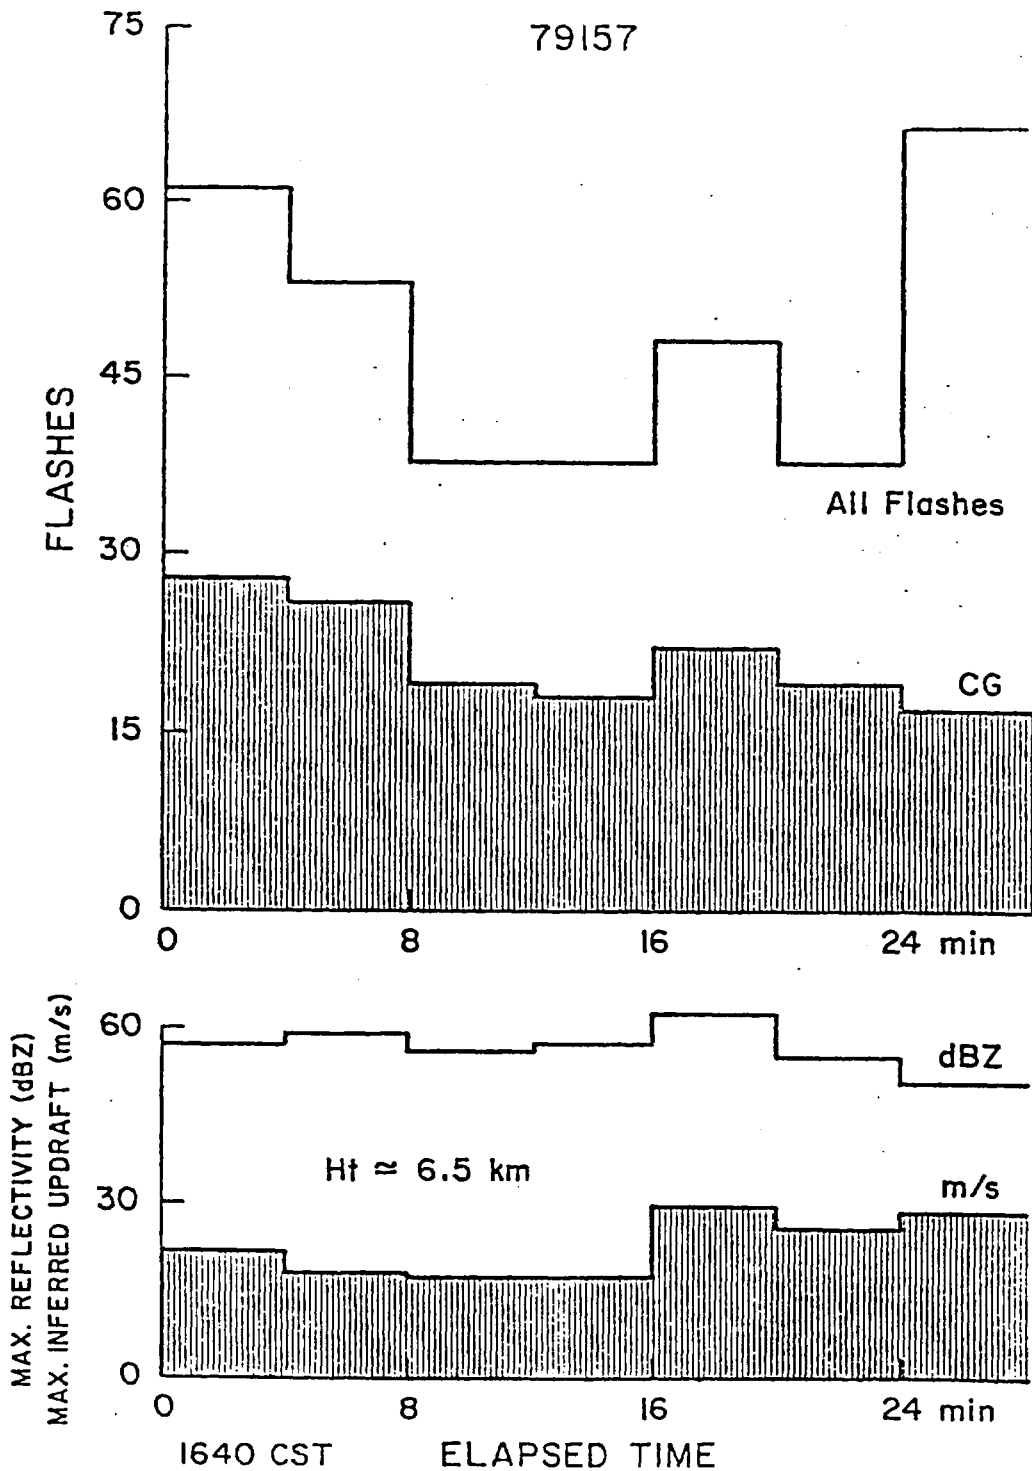 79157
75
60
45
30
15
0
FLASHES
All Flashes
CG
0 8 16 24 min
MAX. REFLECTIVITY (dBZ)
MAX. INFERRED UPDRAFT (m/s)
60
30
0
dBZ
Ht ≃ 6.5 km
m/s
0 8 16 24 min
1640 CST ELAPSED TIME